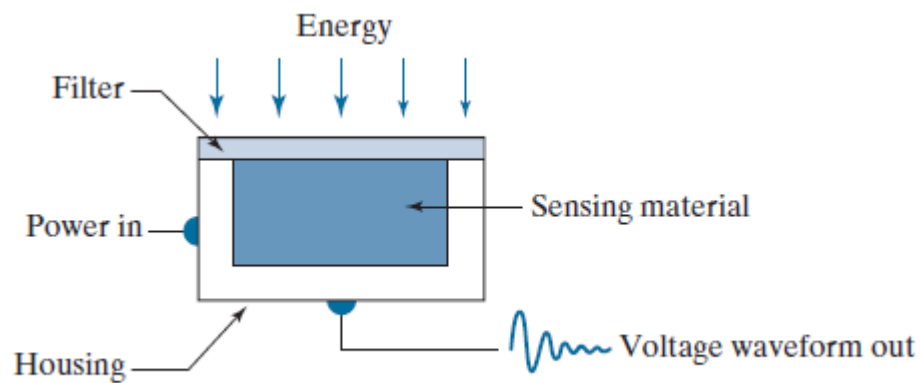 Energy
Filter
Sensing material
Power in
Housing
Voltage waveform out